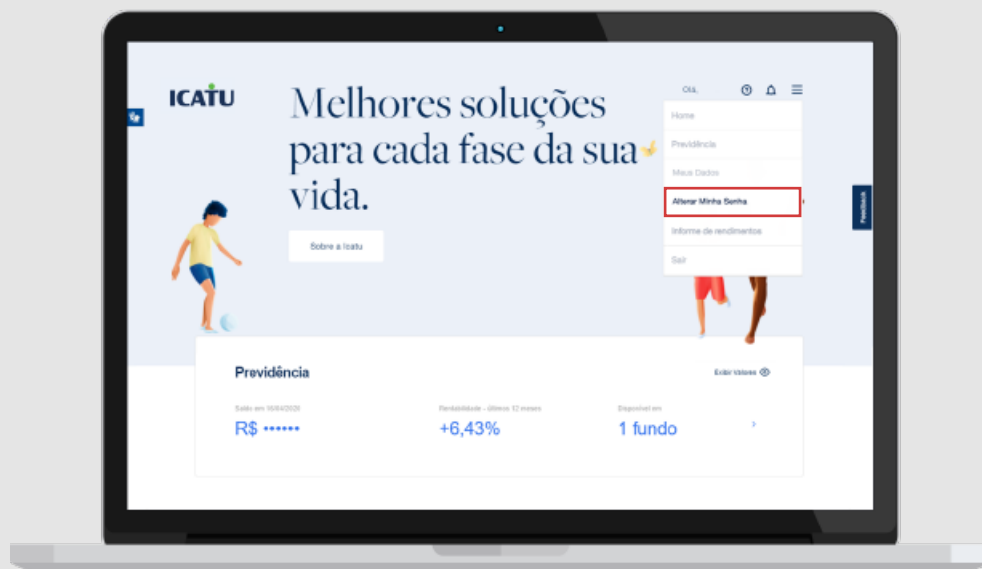 ICATU
Melhores soluções
para cada fase da sua
vida.
Sobre a Icatu
Olá,
Home
Previdência
Meus Dados
Alterar Minha Senha
Informe de rendimentos
Sair
Feedback
Previdência
Exibir Valores
Saldo em 16/04/2020
R$ ••••••
Rentabilidade - últimos 12 meses
+6,43%
Disponível em
1 fundo
?